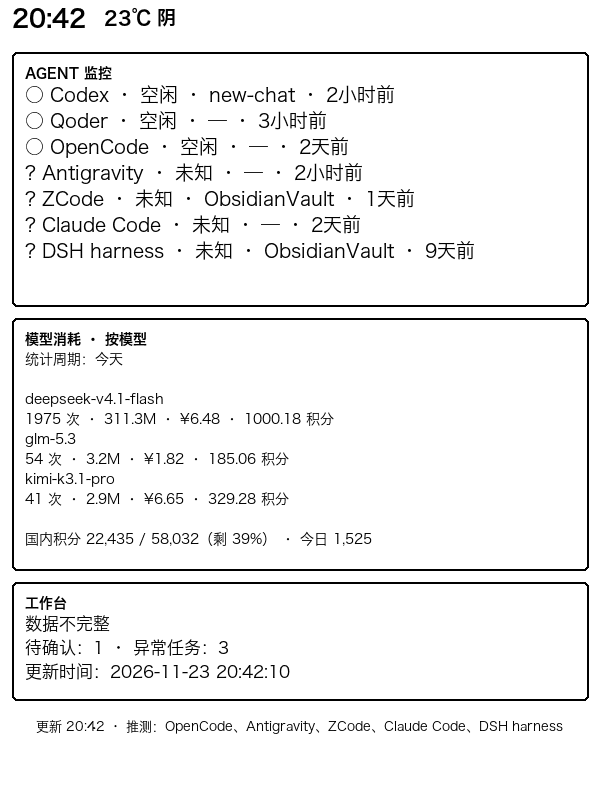 20:42 23℃ 阴
AGENT 监控
○ Codex · 空闲 · new-chat · 2小时前
○ Qoder · 空闲 · — · 3小时前
○ OpenCode · 空闲 · — · 2天前
? Antigravity · 未知 · — · 2小时前
? ZCode · 未知 · ObsidianVault · 1天前
? Claude Code · 未知 · — · 2天前
? DSH harness · 未知 · ObsidianVault · 9天前
模型消耗 · 按模型
统计周期：今天
deepseek-v4.1-flash
1975 次 · 311.3M · ¥6.48 · 1000.18 积分
glm-5.3
54 次 · 3.2M · ¥1.82 · 185.06 积分
kimi-k3.1-pro
41 次 · 2.9M · ¥6.65 · 329.28 积分
国内积分 22,435 / 58,032（剩 39%） · 今日 1,525
工作台
数据不完整
待确认：1 · 异常任务：3
更新时间：2026-11-23 20:42:10
更新 20:42 · 推测：OpenCode、Antigravity、ZCode、Claude Code、DSH harness